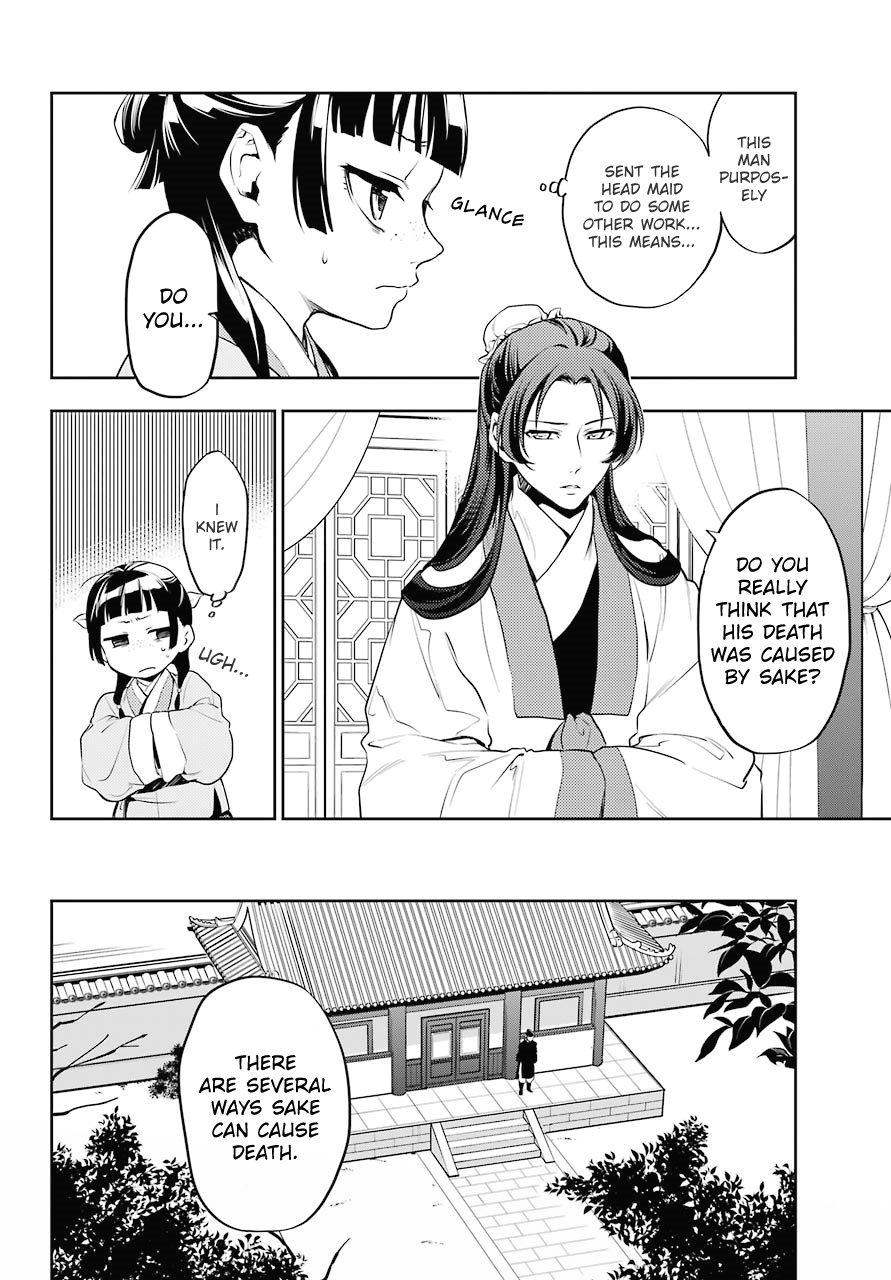 THIS
MAN
PURPOS-
ELY
SENT THE
HEAD MAID
TO DO SOME
OTHER WORK...
THIS MEANS...
GLANCE
DO
YOU...
DO YOU
REALLY
THINK THAT
HIS DEATH
WAS CAUSED
BY SAKE?
I
KNEW
IT.
UGH...
THERE
ARE SEVERAL
WAYS SAKE
CAN CAUSE
DEATH.